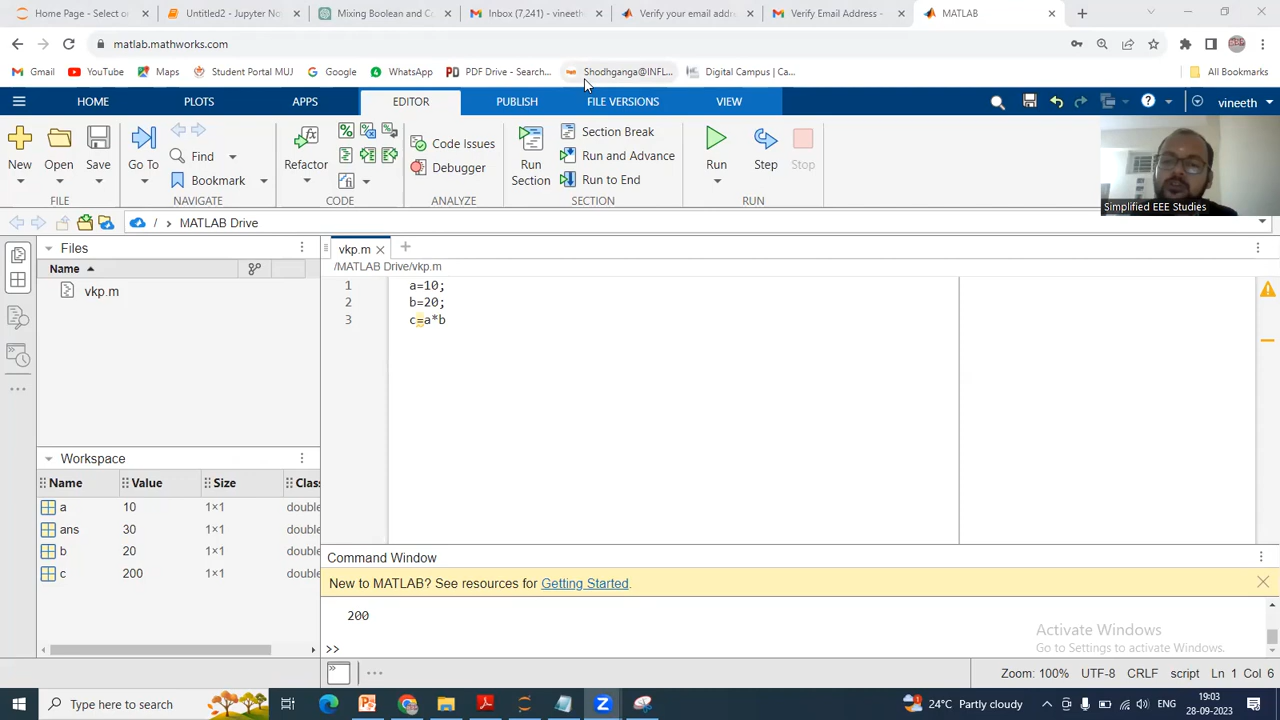 Home Page - Select o
Untitled2 - Jupyter Not
Mixing Boolean and C
Inbox (7,241) - vineeth
Verify your email addr
Verify Email Address -
MATLAB
matlab.mathworks.com
Gmail YouTube Maps Student Portal MUJ Google WhatsApp PDF Drive - Search... Shodhganga@INFL... Digital Campus | Ca... All Bookmarks
HOME PLOTS APPS EDITOR PUBLISH FILE VERSIONS VIEW vineeth
New Open Save Go To Find Bookmark Refactor Code Issues Debugger Run Section Section Break Run and Advance Run to End Run Step Stop
FILE NAVIGATE CODE ANALYZE SECTION RUN
Simplified EEE Studies
/ MATLAB Drive
Files
Name
vkp.m
vkp.m
/MATLAB Drive/vkp.m
1 a=10;
2 b=20;
3 c=a*b
Workspace
Name Value Size Class
a 10 1×1 double
ans 30 1×1 double
b 20 1×1 double
c 200 1×1 double
Command Window
New to MATLAB? See resources for Getting Started.
200
>>
Activate Windows
Go to Settings to activate Windows.
Zoom: 100% UTF-8 CRLF script Ln 1 Col 6
Type here to search
24°C Partly cloudy
ENG
19:03
28-09-2023